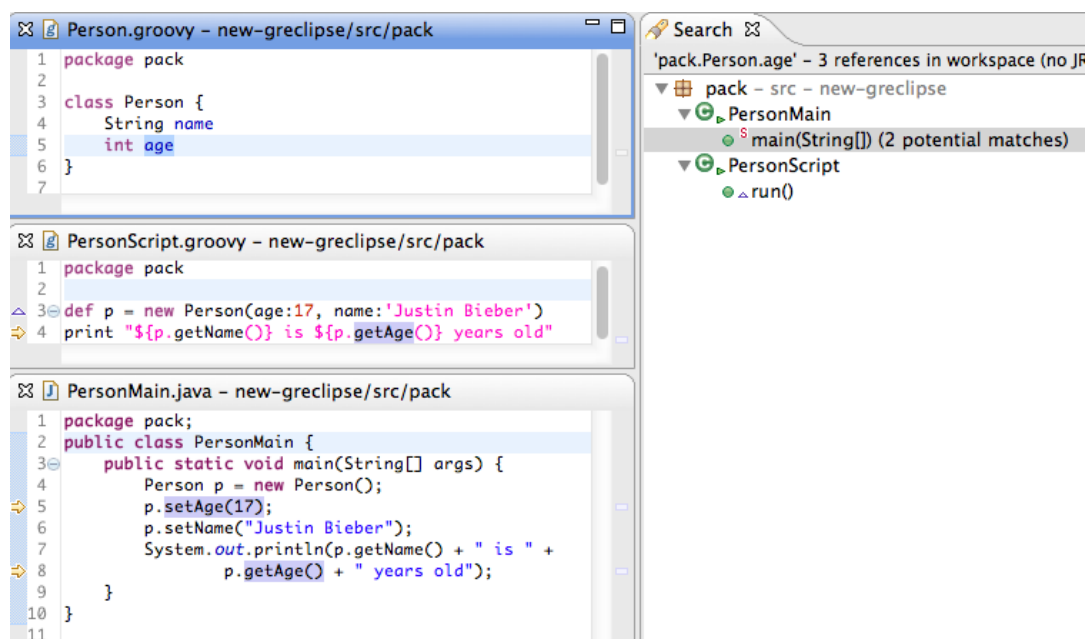 Person.groovy – new-greclipse/src/pack
1 package pack
2
3 class Person {
4     String name
5     int age
6 }
7
PersonScript.groovy – new-greclipse/src/pack
1 package pack
2
3 def p = new Person(age:17, name:'Justin Bieber')
4 print "${p.getName()} is ${p.getAge()} years old"
PersonMain.java – new-greclipse/src/pack
1 package pack;
2 public class PersonMain {
3     public static void main(String[] args) {
4         Person p = new Person();
5         p.setAge(17);
6         p.setName("Justin Bieber");
7         System.out.println(p.getName() + " is " +
8                 p.getAge() + " years old");
9     }
10 }
11
Search
'pack.Person.age' – 3 references in workspace (no JR
pack – src – new-greclipse
PersonMain
main(String[]) (2 potential matches)
PersonScript
run()